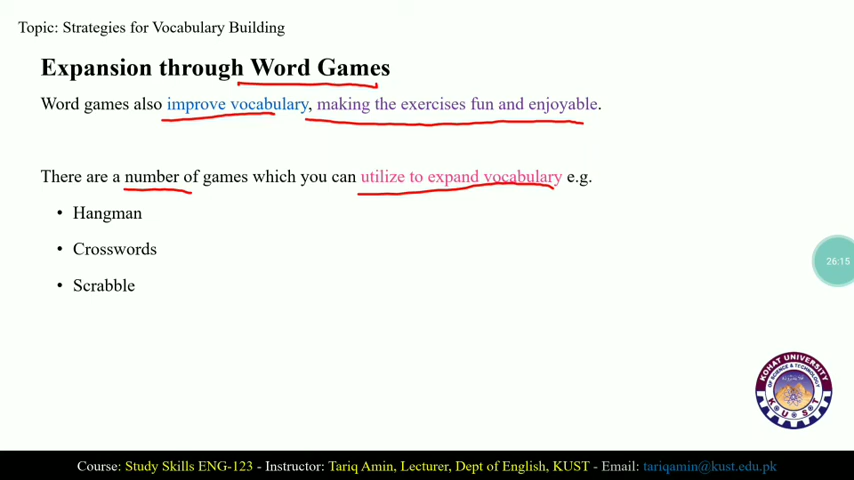 Topic: Strategies for Vocabulary Building
Expansion through Word Games
Word games also improve vocabulary, making the exercises fun and enjoyable.
There are a number of games which you can utilize to expand vocabulary e.g.
• Hangman
• Crosswords
• Scrabble
26:15
KOHAT UNIVERSITY
OF SCIENCE & TECHNOLOGY
K U S T
Course: Study Skills ENG-123 - Instructor: Tariq Amin, Lecturer, Dept of English, KUST - Email: tariqamin@kust.edu.pk